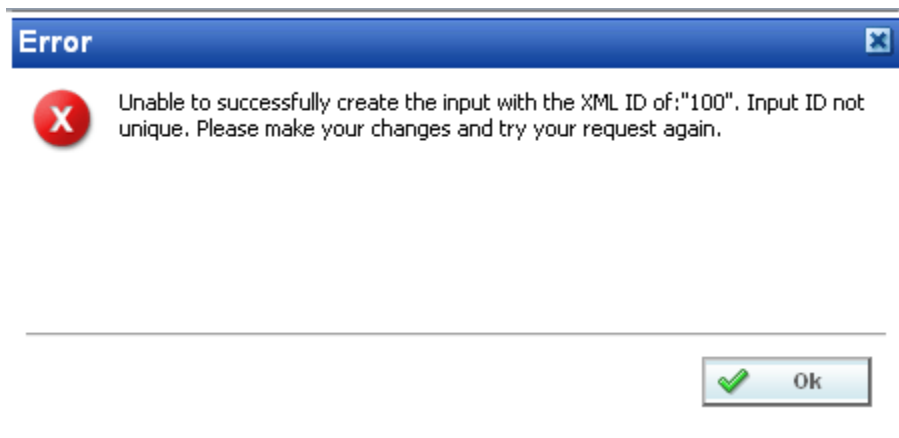 Error
Unable to successfully create the input with the XML ID of:"100". Input ID not
unique. Please make your changes and try your request again.
Ok